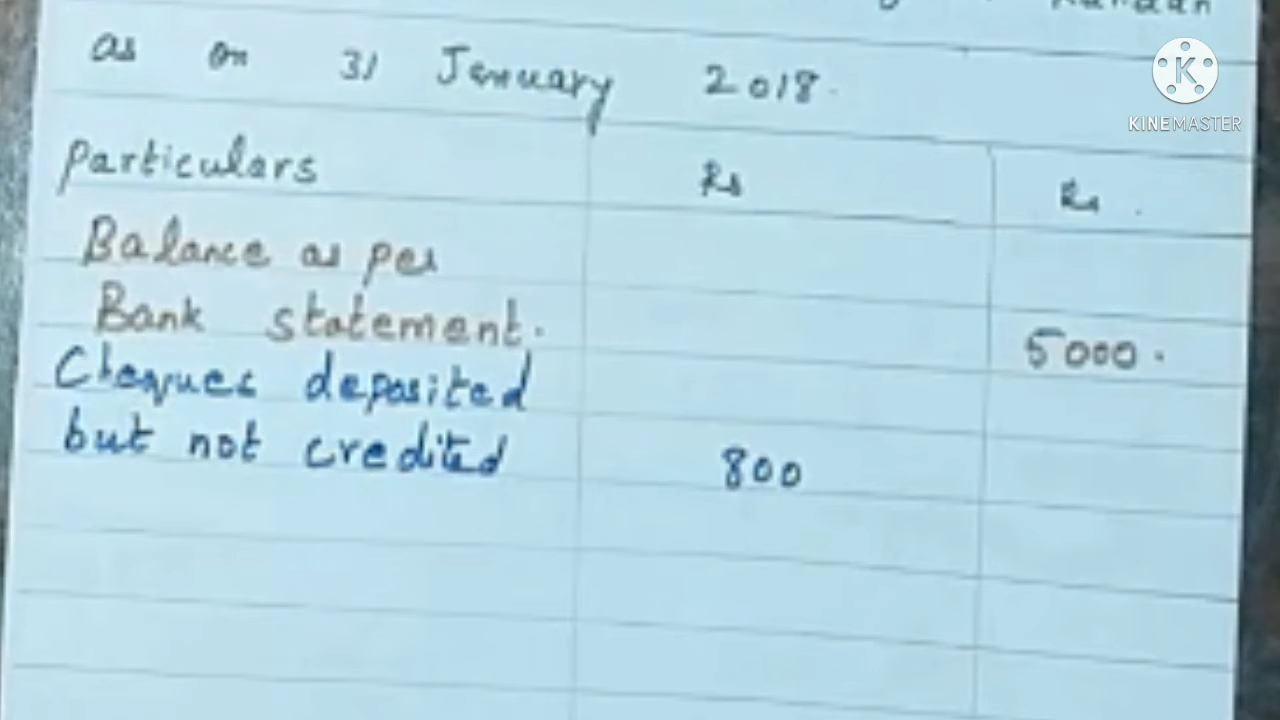 as on 31 January 2018.
Particulars Rs Rs.
Balance as per
Bank statement. 5000.
Cheques deposited
but not credited 800
KINEMASTER